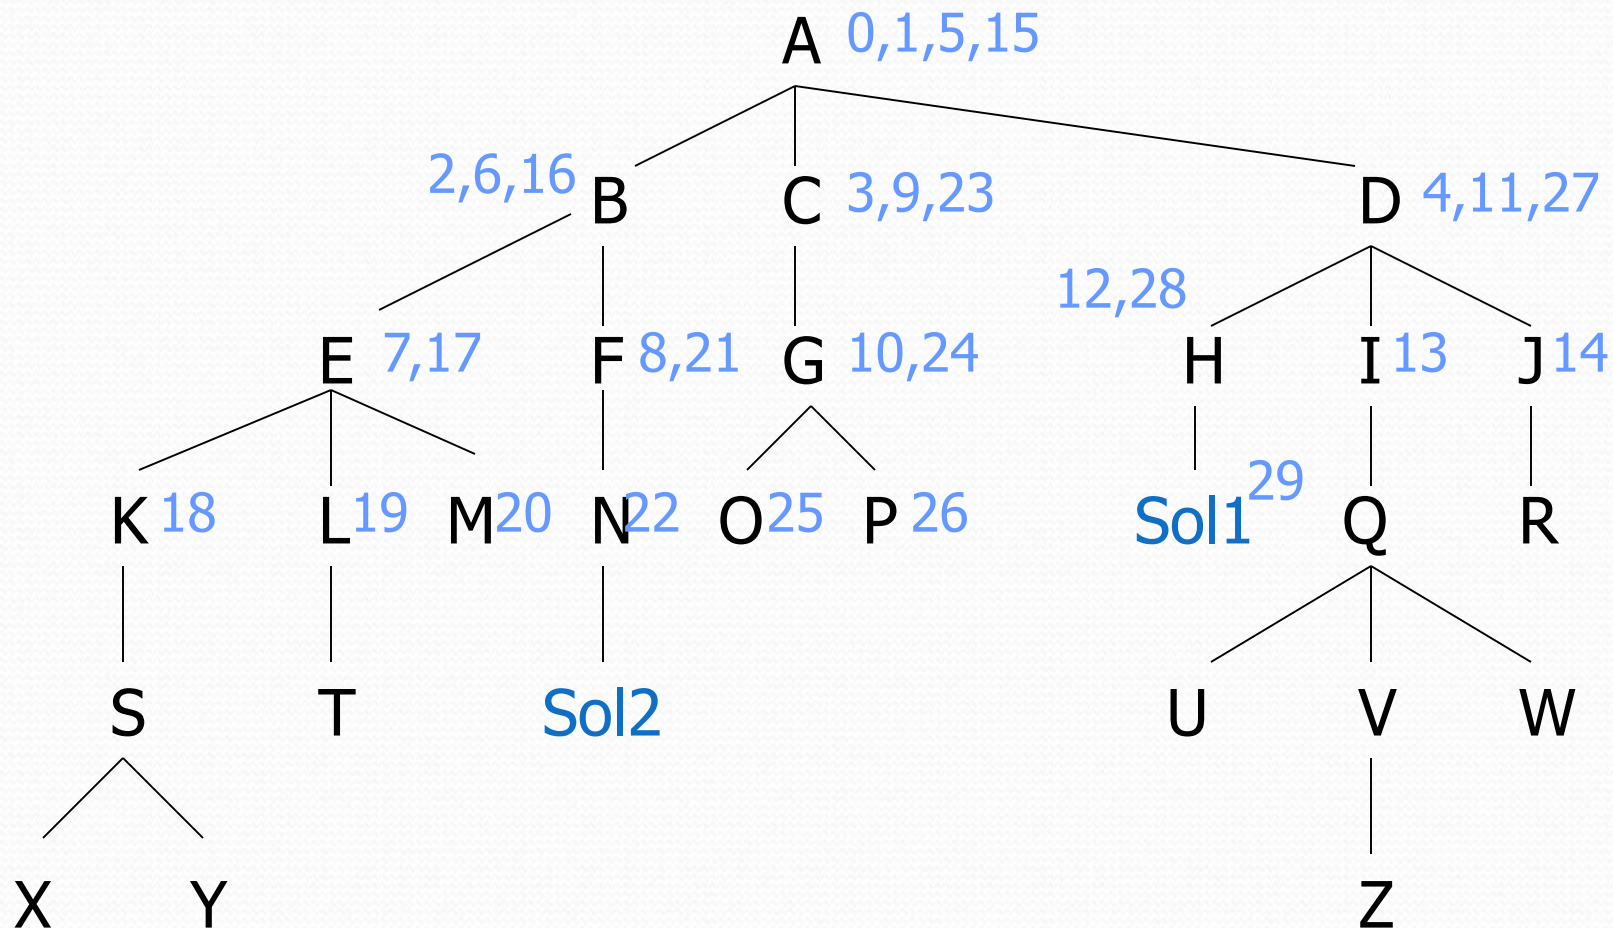 A 0,1,5,15
2,6,16 B C 3,9,23 D 4,11,27
12,28
E 7,17 F 8,21 G 10,24 H I 13 J 14
K 18 L 19 M 20 N 22 O 25 P 26 Sol1 29 Q R
S T Sol2 U V W
X Y Z